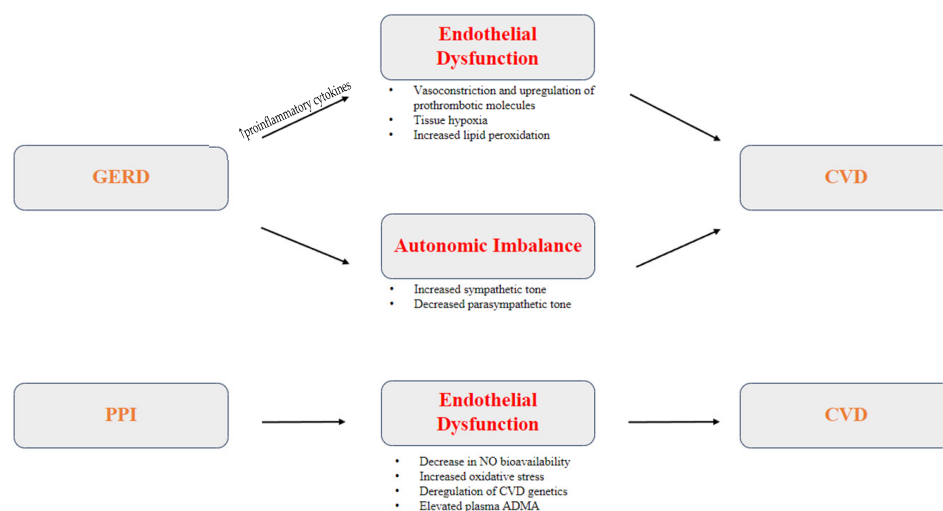 Endothelial
Dysfunction
↑proinflammatory cytokines
• Vasoconstriction and upregulation of
prothrombotic molecules
• Tissue hypoxia
• Increased lipid peroxidation
GERD
CVD
Autonomic Imbalance
• Increased sympathetic tone
• Decreased parasympathetic tone
PPI
Endothelial
Dysfunction
CVD
• Decrease in NO bioavailability
• Increased oxidative stress
• Deregulation of CVD genetics
• Elevated plasma ADMA